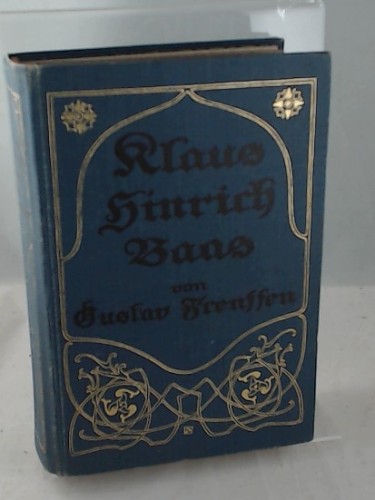 Klaus
Hinrich
Baas
von
Gustav Frenssen